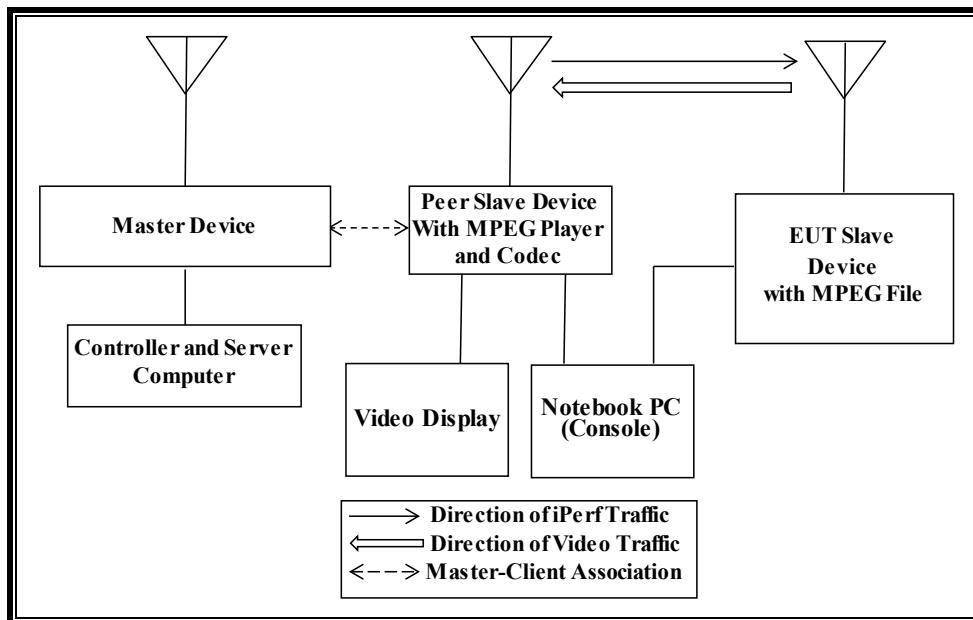 Master Device
Peer Slave Device
With MPEG Player
and Codec
EUT Slave
Device
with MPEG File
Controller and Server
Computer
Video Display
Notebook PC
(Console)
Direction of iPerf Traffic
Direction of Video Traffic
Master-Client Association